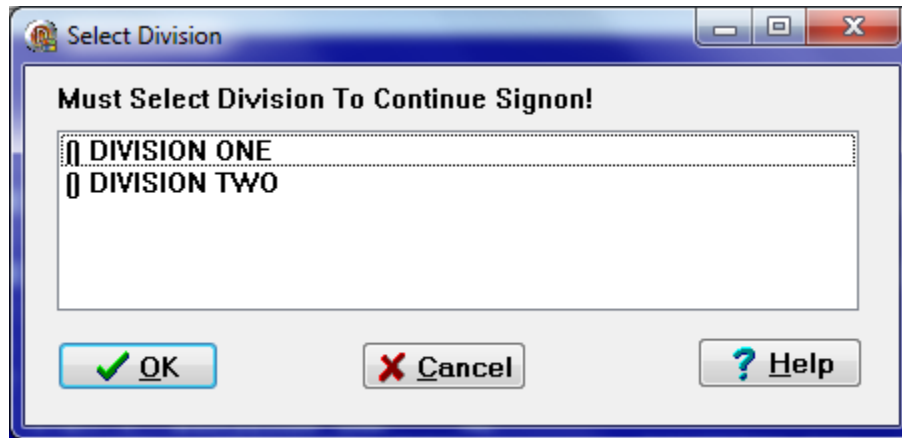 Select Division
Must Select Division To Continue Signon!
() DIVISION ONE
() DIVISION TWO
OK
Cancel
? Help